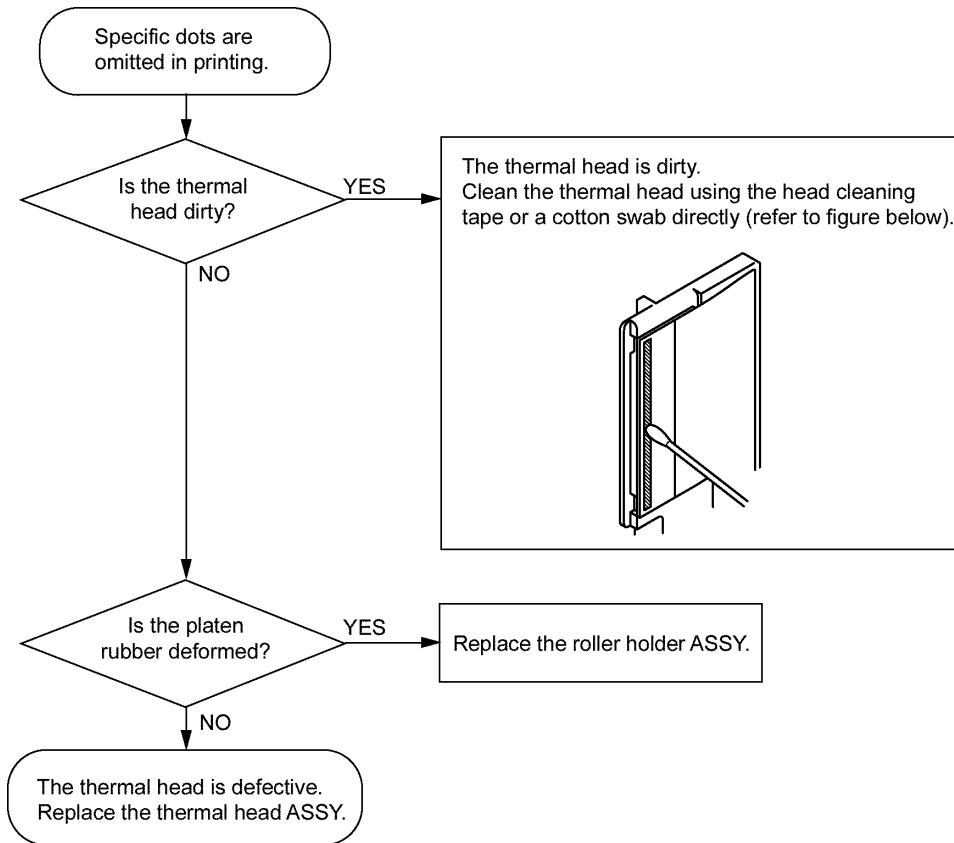 Specific dots are
omitted in printing.
Is the thermal
head dirty?
YES
The thermal head is dirty.
Clean the thermal head using the head cleaning
tape or a cotton swab directly (refer to figure below).
NO
Is the platen
rubber deformed?
YES
Replace the roller holder ASSY.
NO
The thermal head is defective.
Replace the thermal head ASSY.